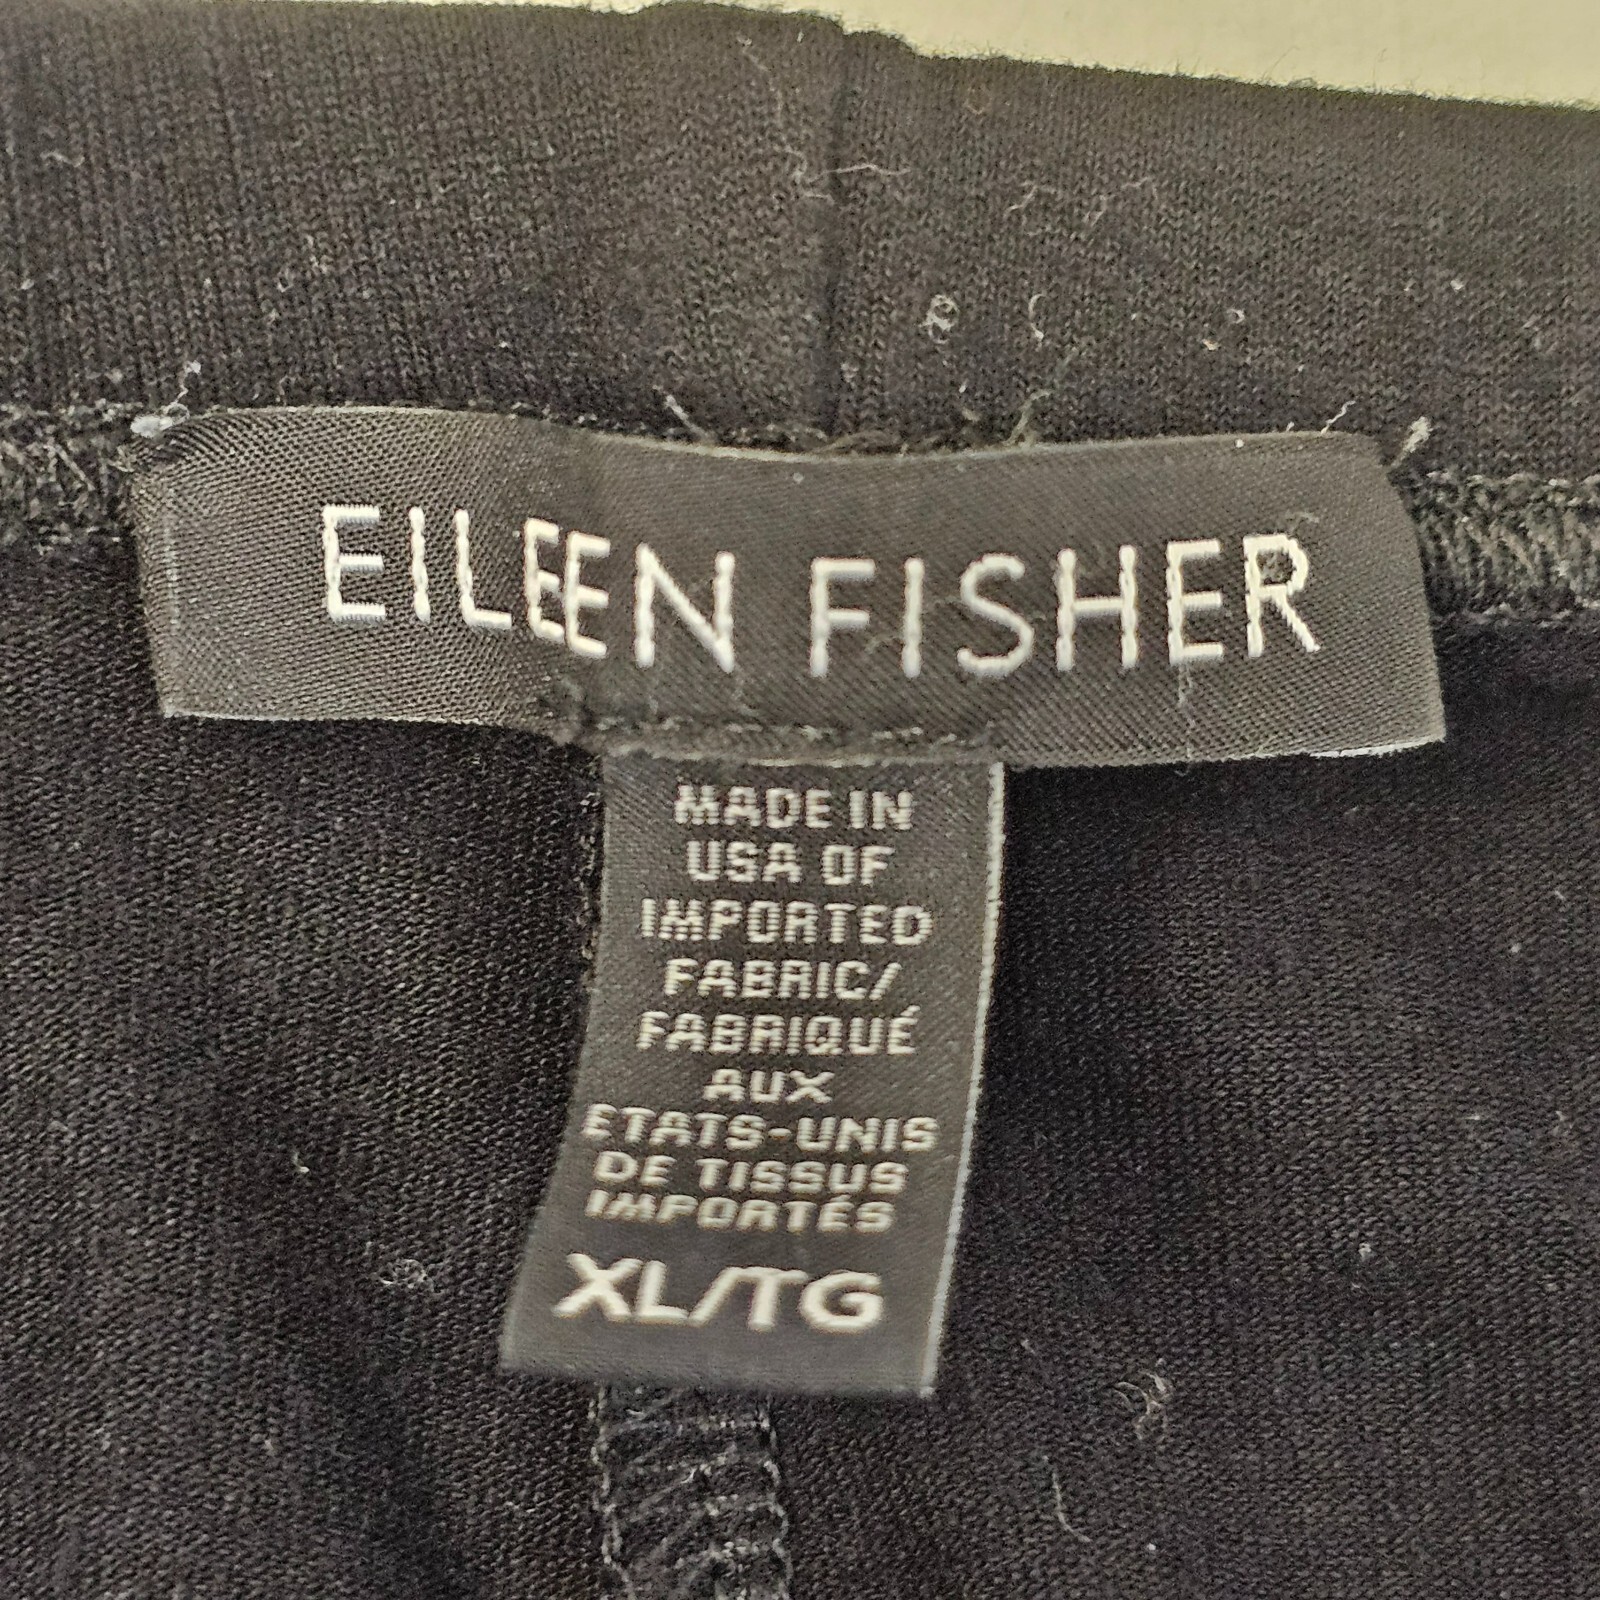 EILEEN FISHER
MADE IN
USA OF
IMPORTED
FABRIC/
FABRIQUÉ
AUX
ETATS-UNIS
DE TISSUS
IMPORTÉS
XL/TG